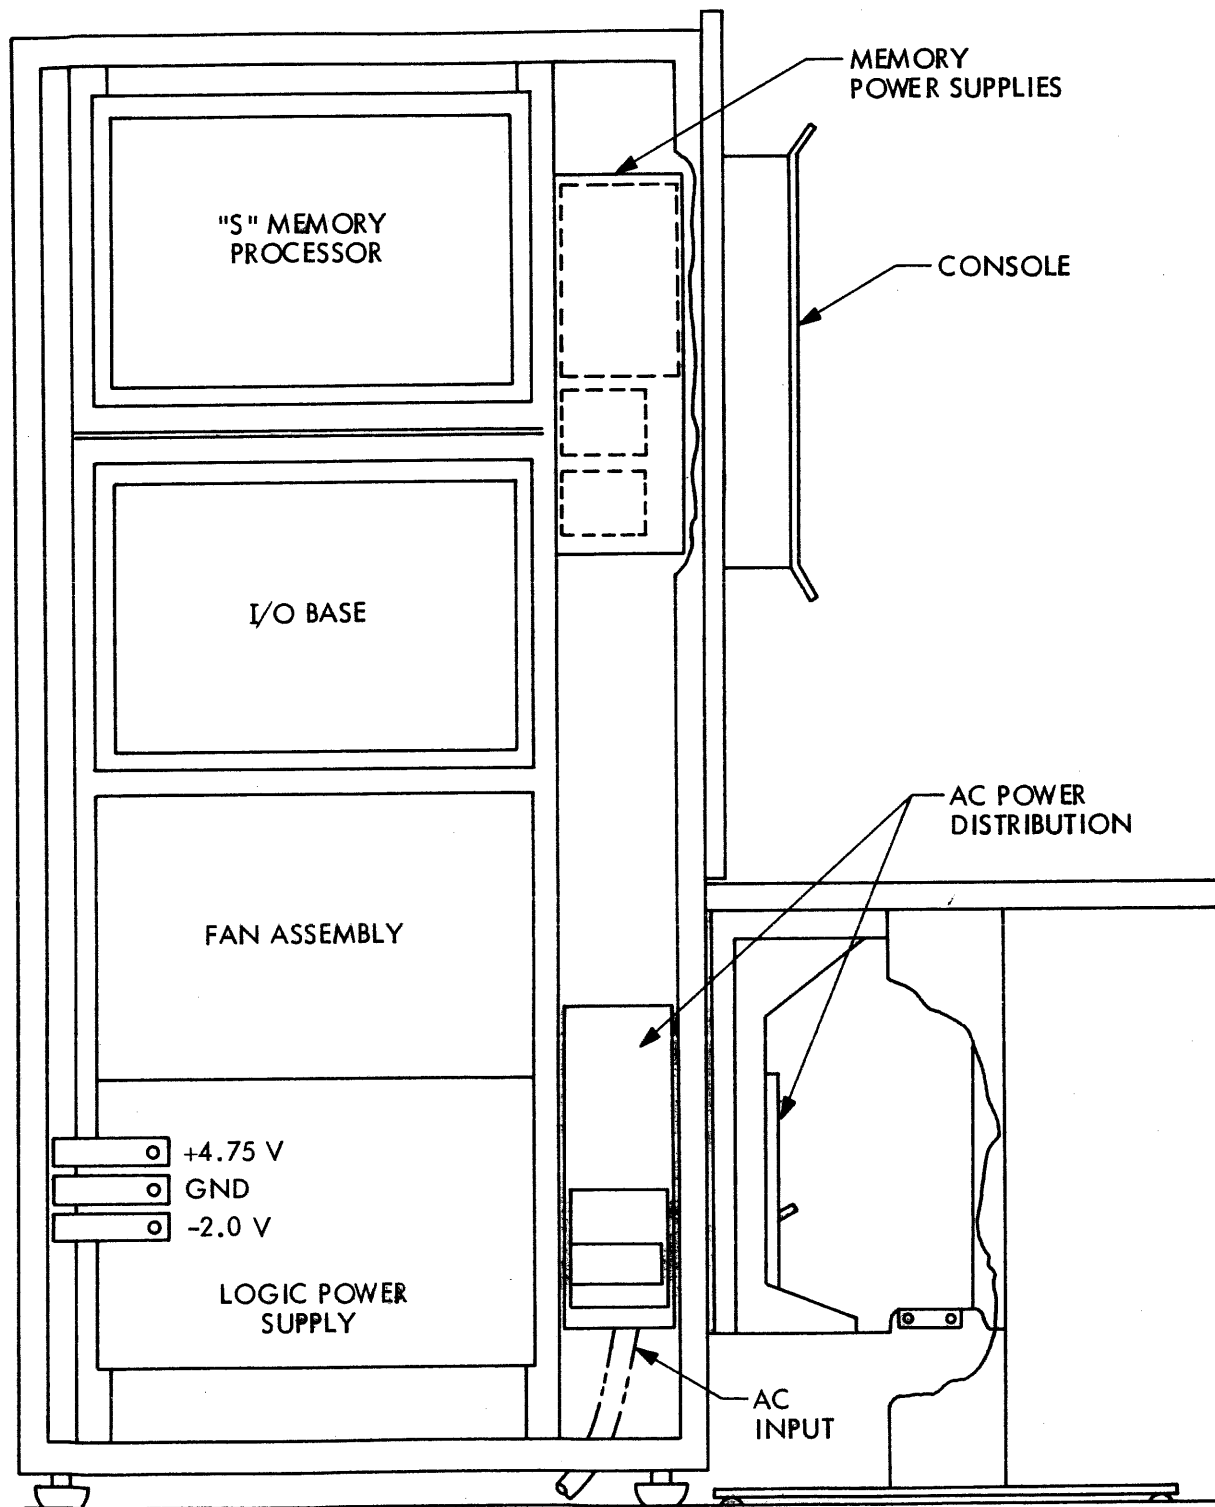 MEMORY
POWER SUPPLIES
"S" MEMORY
PROCESSOR
CONSOLE
I/O BASE
AC POWER
DISTRIBUTION
FAN ASSEMBLY
+4.75 V
GND
-2.0 V
LOGIC POWER
SUPPLY
AC
INPUT